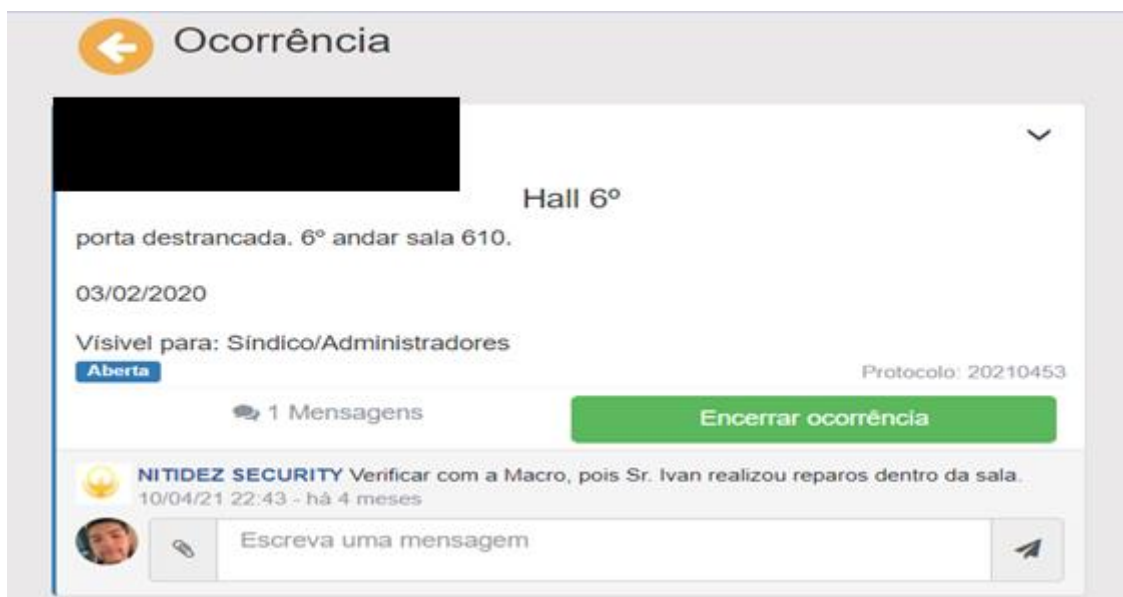 Ocorrência
Hall 6º
porta destrancada. 6º andar sala 610.
03/02/2020
Vísivel para: Síndico/Administradores
Aberta
Protocolo: 20210453
1 Mensagens
Encerrar ocorrência
NITIDEZ SECURITY Verificar com a Macro, pois Sr. Ivan realizou reparos dentro da sala.
10/04/21 22:43 - há 4 meses
Escreva uma mensagem